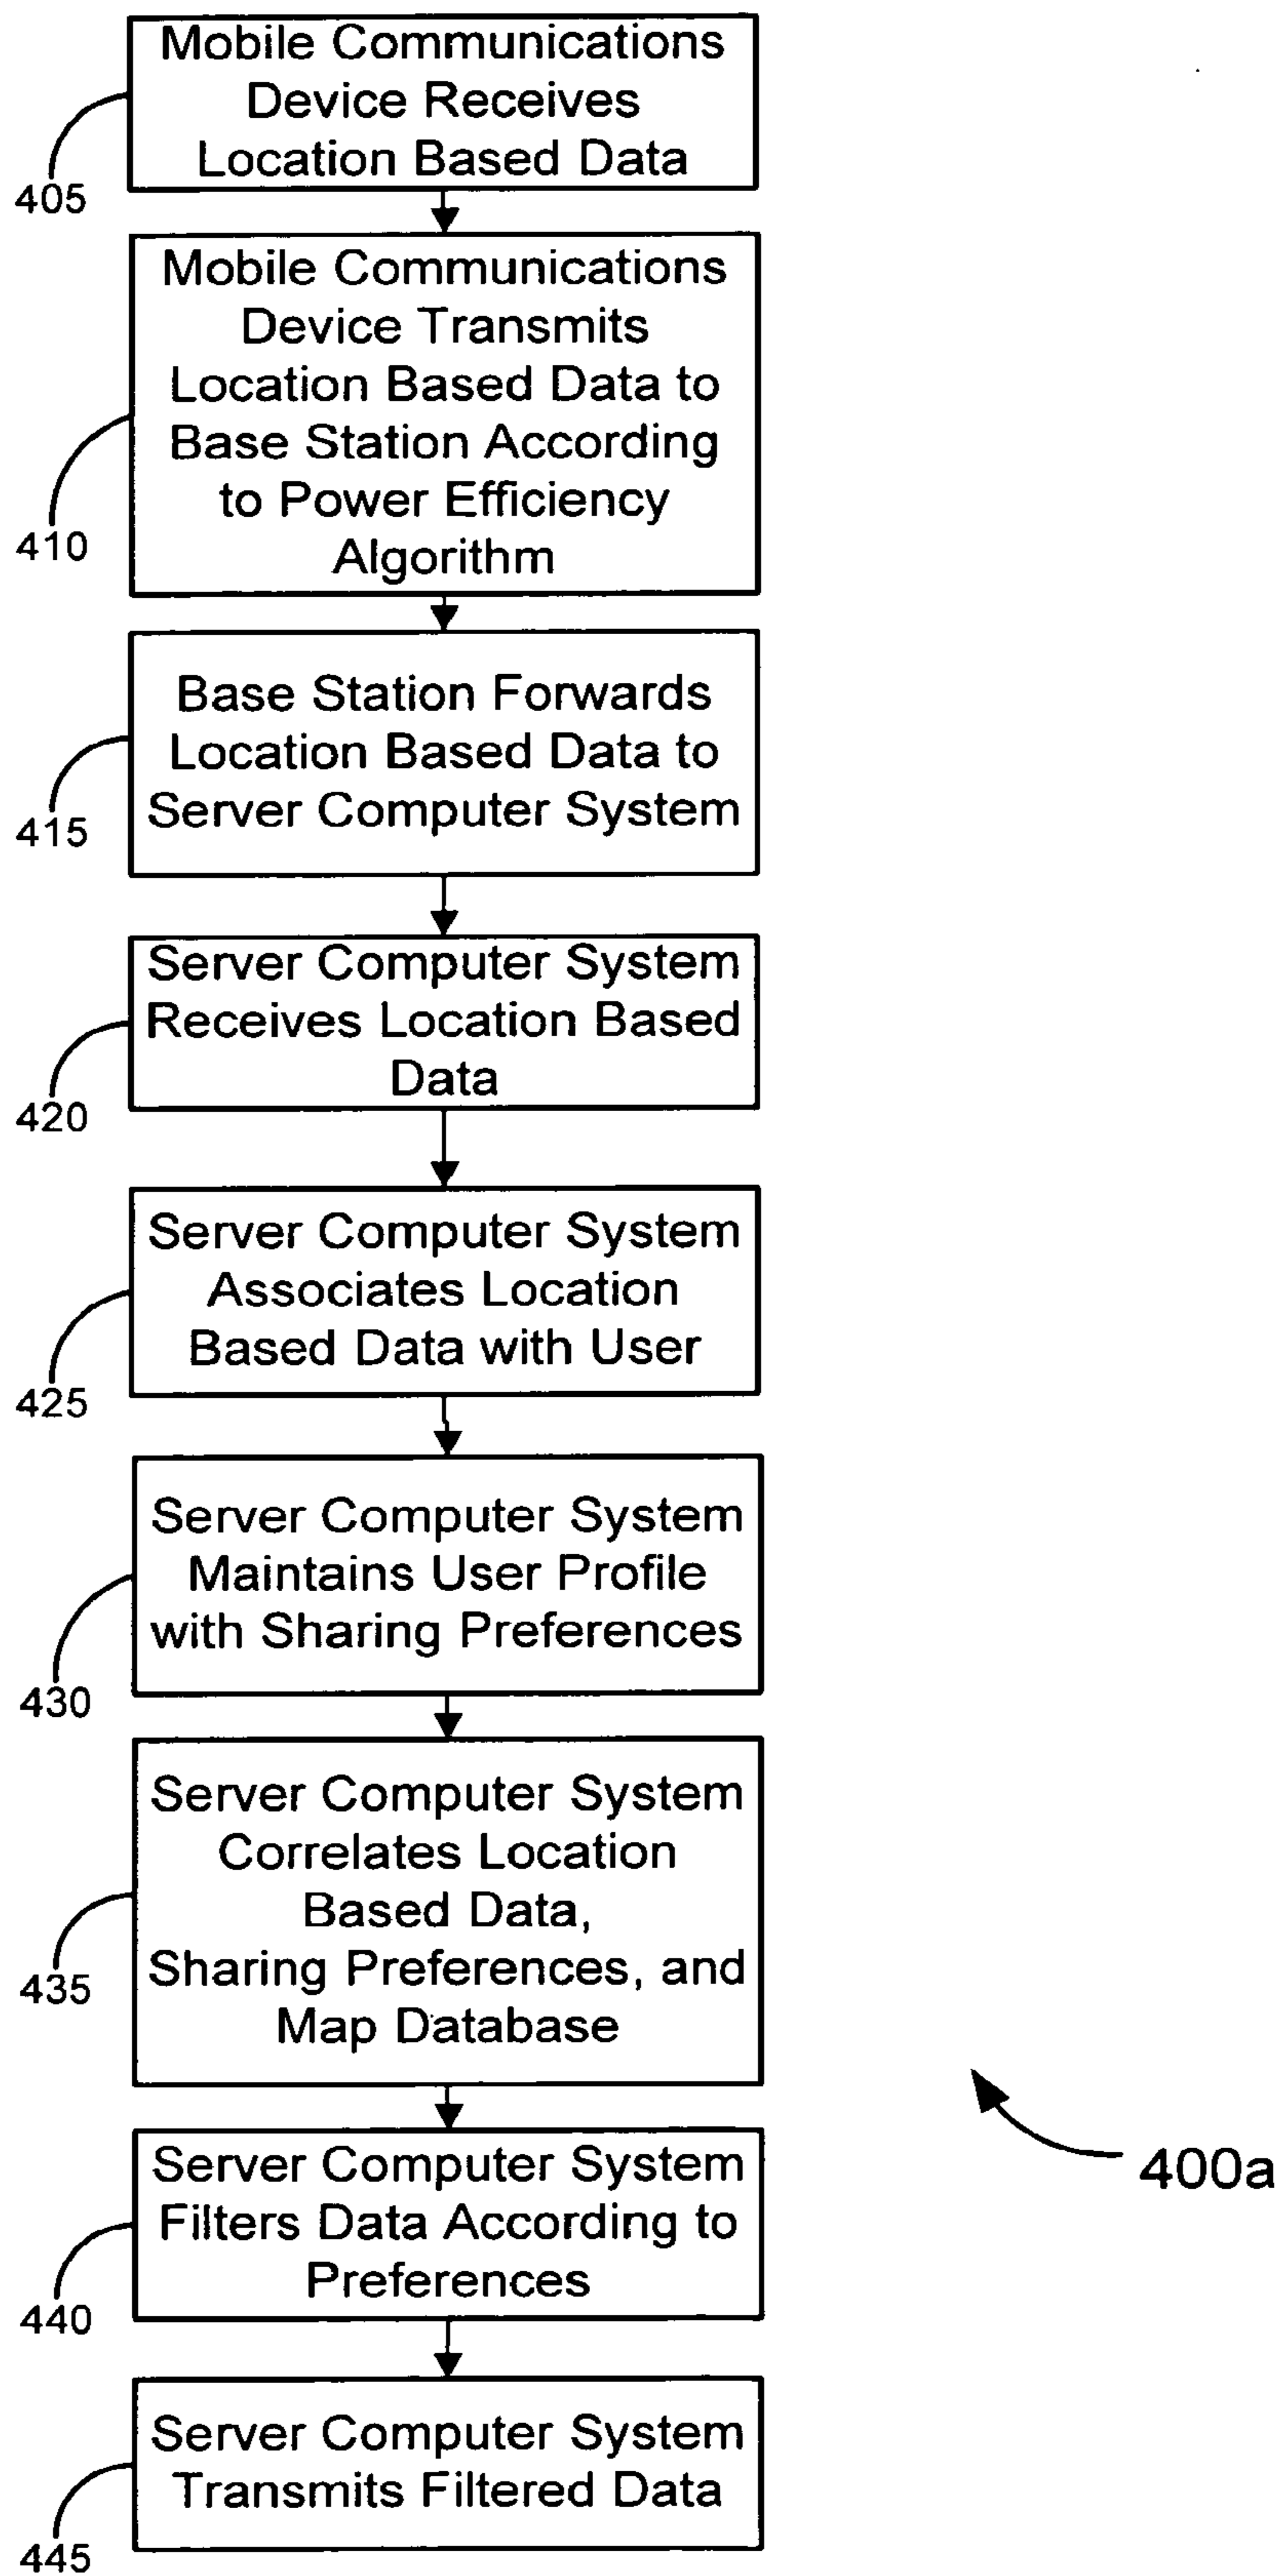 Mobile Communications
Device Receives
Location Based Data
405
Mobile Communications
Device Transmits
Location Based Data to
Base Station According
to Power Efficiency
Algorithm
410
Base Station Forwards
Location Based Data to
Server Computer System
415
Server Computer System
Receives Location Based
Data
420
Server Computer System
Associates Location
Based Data with User
425
Server Computer System
Maintains User Profile
with Sharing Preferences
430
Server Computer System
Correlates Location
Based Data,
Sharing Preferences, and
Map Database
435
400a
Server Computer System
Filters Data According to
Preferences
440
Server Computer System
Transmits Filtered Data
445